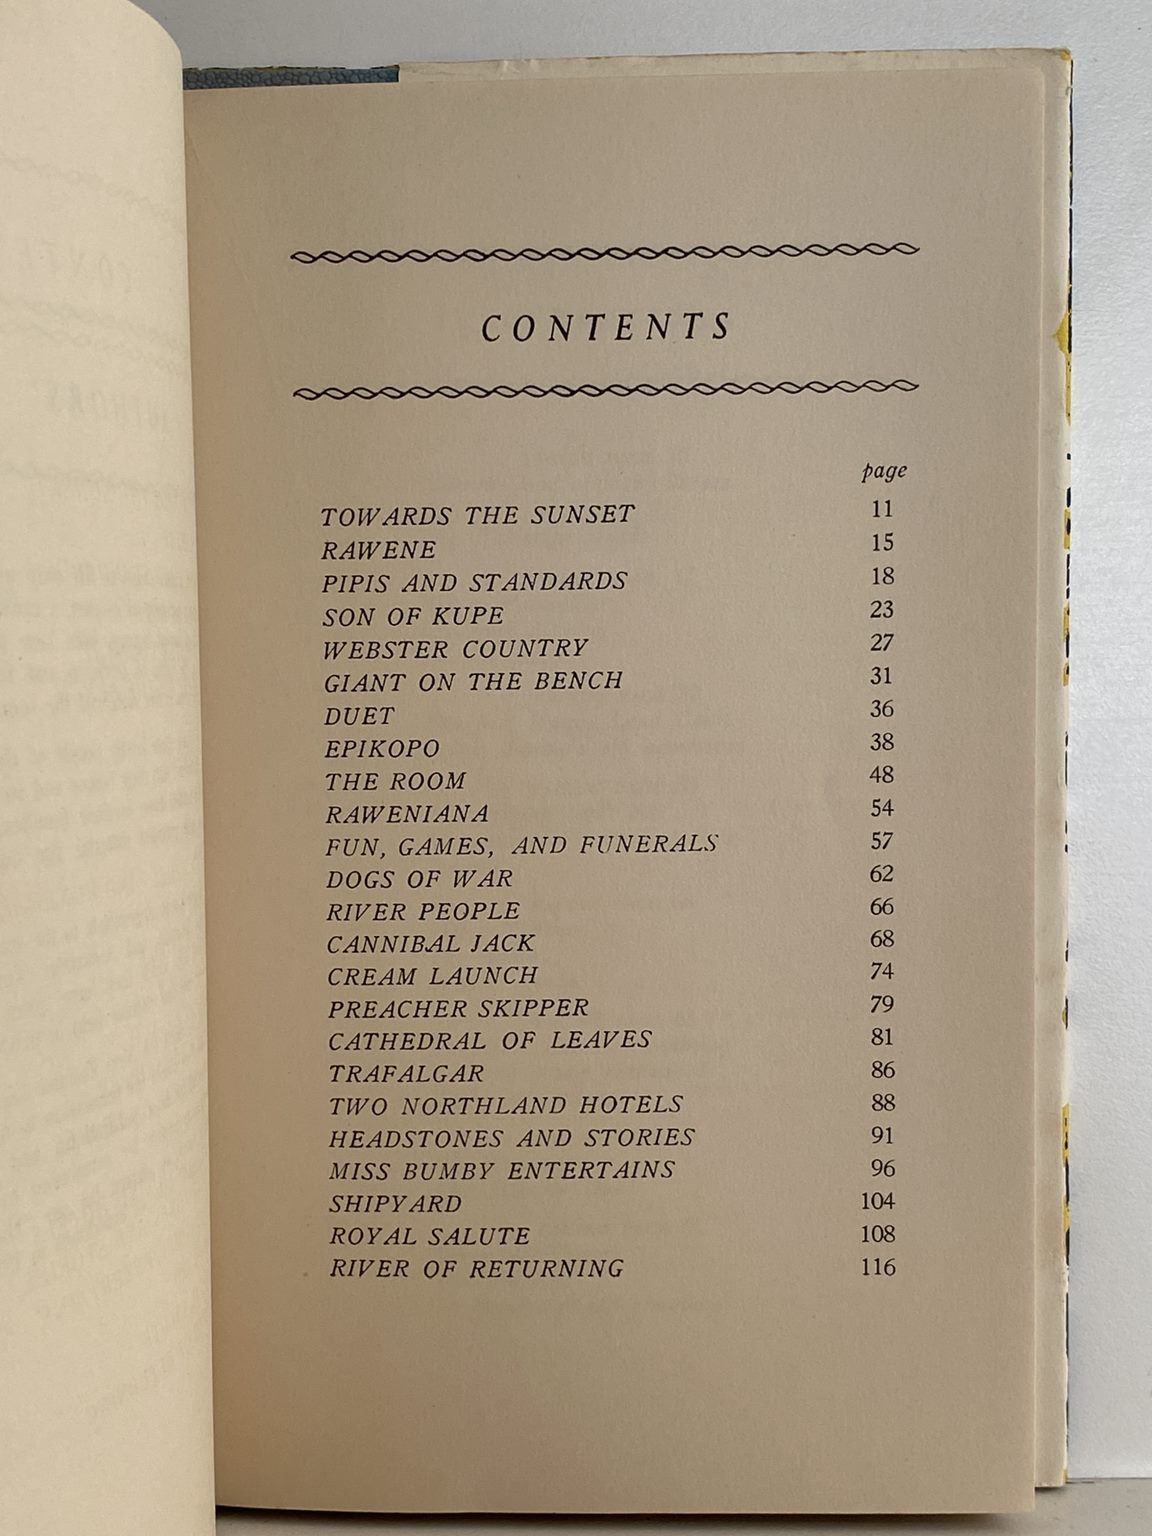 CONTENTS
page
TOWARDS THE SUNSET 11
RAWENE 15
PIPIS AND STANDARDS 18
SON OF KUPE 23
WEBSTER COUNTRY 27
GIANT ON THE BENCH 31
DUET 36
EPIKOPO 38
THE ROOM 48
RAWENIANA 54
FUN, GAMES, AND FUNERALS 57
DOGS OF WAR 62
RIVER PEOPLE 66
CANNIBAL JACK 68
CREAM LAUNCH 74
PREACHER SKIPPER 79
CATHEDRAL OF LEAVES 81
TRAFALGAR 86
TWO NORTHLAND HOTELS 88
HEADSTONES AND STORIES 91
MISS BUMBY ENTERTAINS 96
SHIPYARD 104
ROYAL SALUTE 108
RIVER OF RETURNING 116